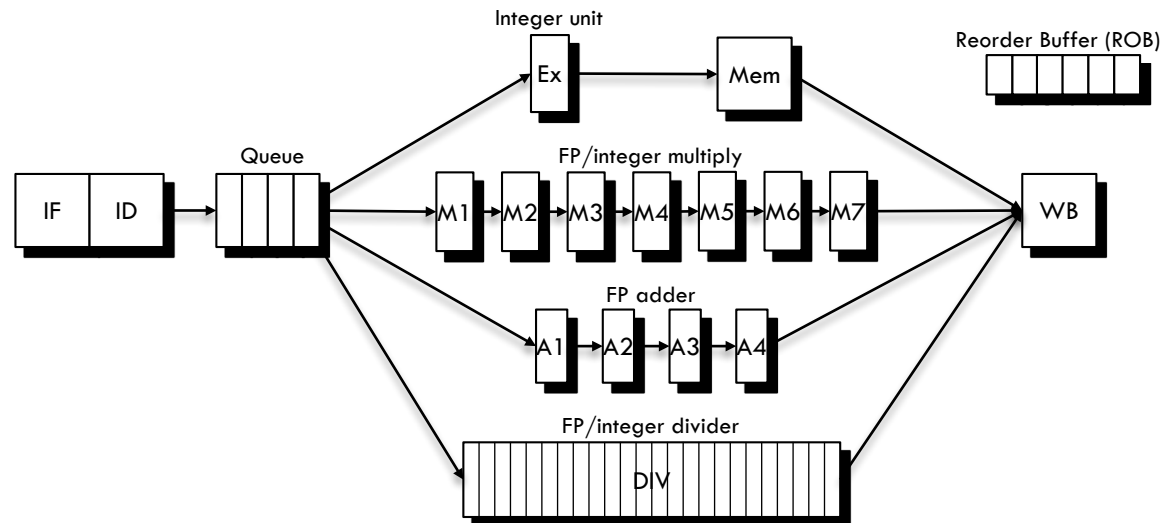 Integer unit
Reorder Buffer (ROB)
Ex
Mem
Queue
FP/integer multiply
IF
ID
M1
M2
M3
M4
M5
M6
M7
WB
FP adder
A1
A2
A3
A4
FP/integer divider
DIV